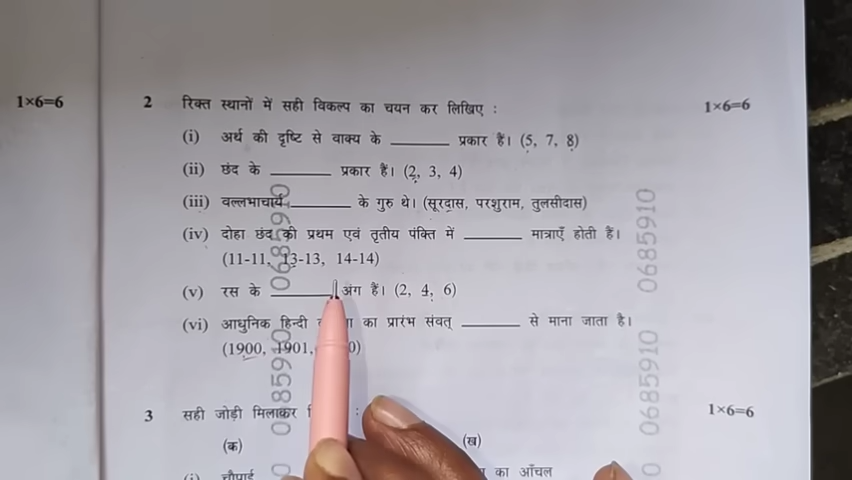 1×6=6
2 रिक्त स्थानों में सही विकल्प का चयन कर लिखिए : 1×6=6
(i) अर्थ की दृष्टि से वाक्य के ______ प्रकार हैं। (5, 7, 8)
(ii) छंद के ______ प्रकार हैं। (2, 3, 4)
(iii) वल्लभाचार्य ______ के गुरु थे। (सूरदास, परशुराम, तुलसीदास)
(iv) दोहा छंद की प्रथम एवं तृतीय पंक्ति में ______ मात्राएँ होती हैं।
(11-11, 13-13, 14-14)
(v) रस के ______ अंग हैं। (2, 4, 6)
(vi) आधुनिक हिन्दी का प्रारंभ संवत् ______ से माना जाता है।
(1900, 1901,
3 सही जोड़ी मिलाकर : 1×6=6
(क) (ख)
(i) चौपाई का आँचल
0685910
0685910
0685910
0685910